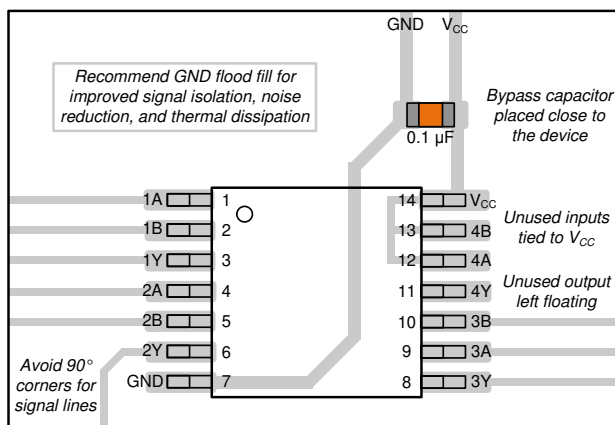 GND VCC
Recommend GND flood fill for
improved signal isolation, noise
reduction, and thermal dissipation
Bypass capacitor
placed close to
the device
0.1 µF
1A 1 14 VCC
1B 2 13 4B
1Y 3 12 4A
2A 4 11 4Y
2B 5 10 3B
2Y 6 9 3A
GND 7 8 3Y
Unused inputs
tied to VCC
Unused output
left floating
Avoid 90°
corners for
signal lines